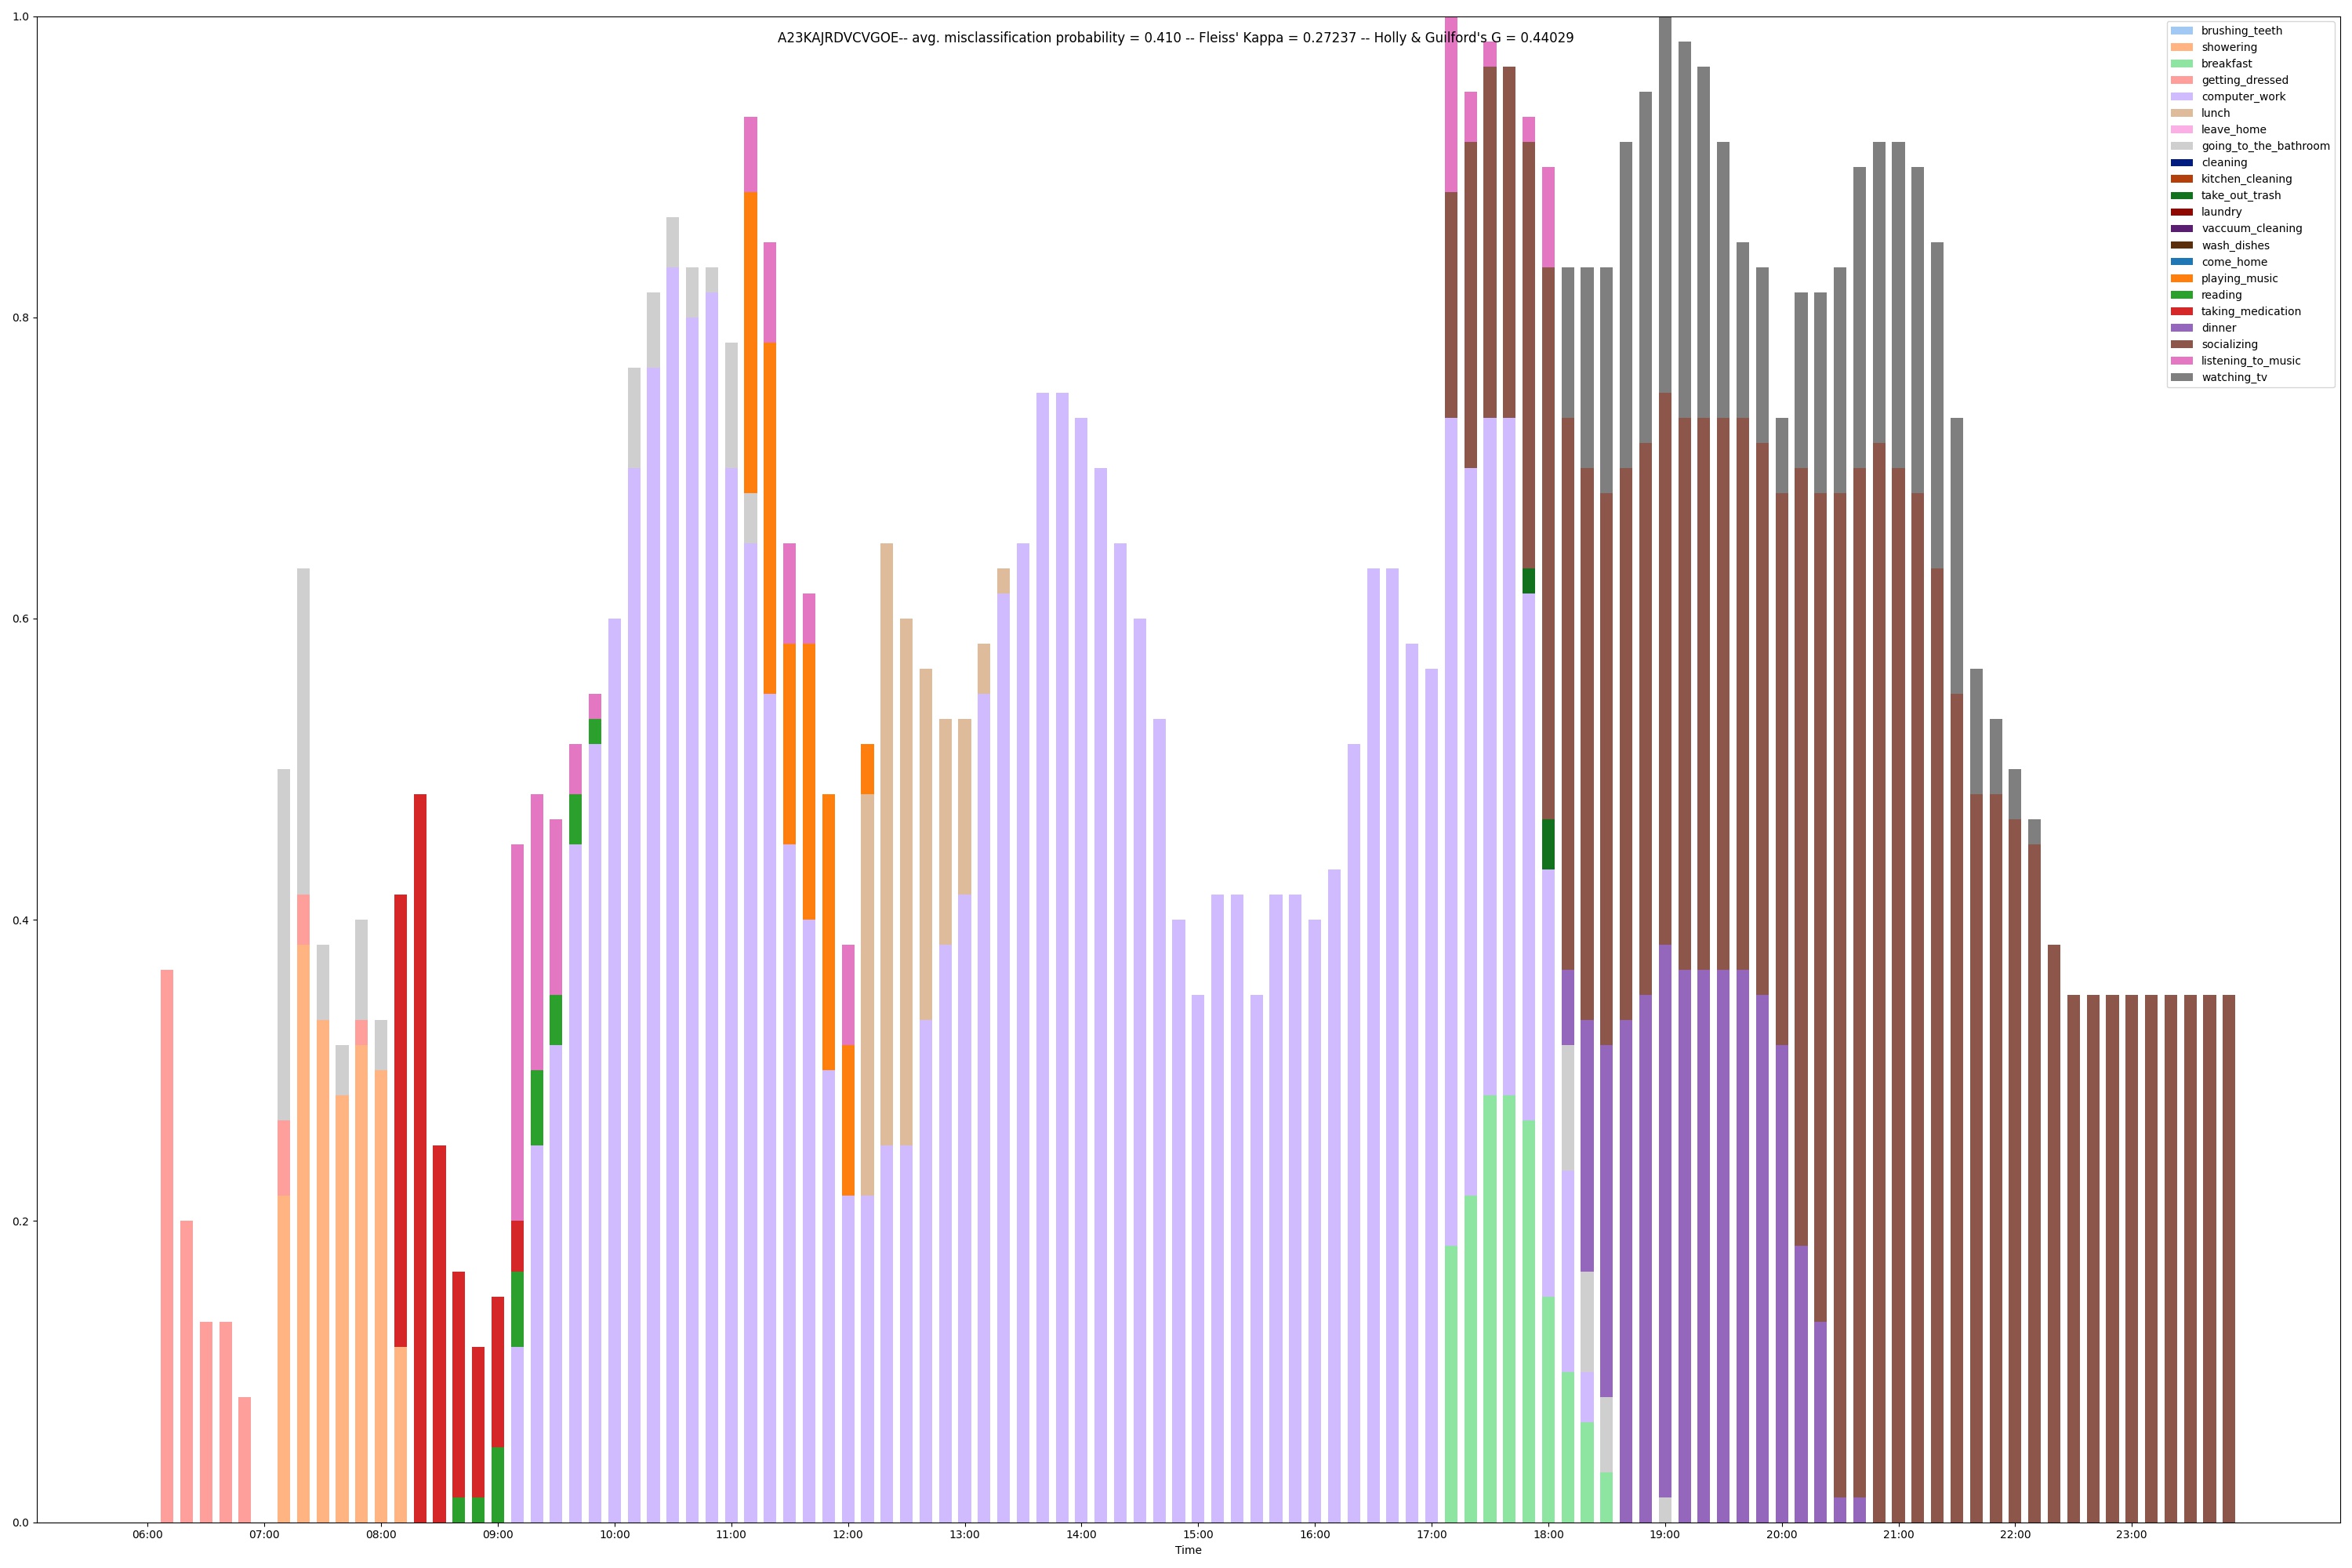 A23KAJRDVCVGOE-- avg. misclassification probability = 0.410 -- Fleiss' Kappa = 0.27237 -- Holly & Guilford's G = 0.44029
1.0
0.8
0.6
0.4
0.2
0.0
brushing_teeth
showering
breakfast
getting_dressed
computer_work
lunch
leave_home
going_to_the_bathroom
cleaning
kitchen_cleaning
take_out_trash
laundry
vaccuum_cleaning
wash_dishes
come_home
playing_music
reading
taking_medication
dinner
socializing
listening_to_music
watching_tv
06:00 07:00 08:00 09:00 10:00 11:00 12:00 13:00 14:00 15:00 16:00 17:00 18:00 19:00 20:00 21:00 22:00 23:00
Time